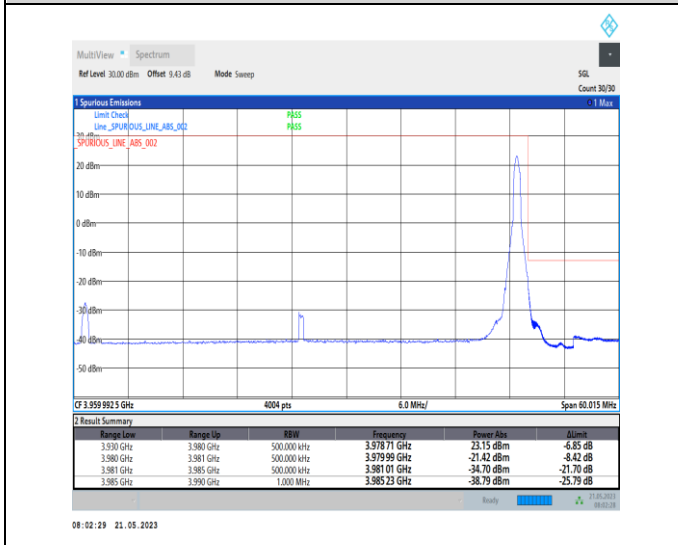 MultiView Spectrum
Ref Level 30.00 dBm Offset 9.43 dB Mode Sweep SGL
Count 30/30
1 Spurious Emissions 1 Max
Limit Check PASS
Line _SPURIOUS_LINE_ABS_002 PASS
30 dBm
_SPURIOUS_LINE_ABS_002
20 dBm
10 dBm
0 dBm
-10 dBm
-20 dBm
-30 dBm
-40 dBm
-50 dBm
CF 3.959 992 5 GHz 4004 pts 6.0 MHz/ Span 60.015 MHz
2 Result Summary
Range Low Range Up RBW Frequency Power Abs ΔLimit
3.930 GHz 3.980 GHz 500.000 kHz 3.978 71 GHz 23.15 dBm -6.85 dB
3.980 GHz 3.981 GHz 500.000 kHz 3.979 99 GHz -21.42 dBm -8.42 dB
3.981 GHz 3.985 GHz 500.000 kHz 3.981 01 GHz -34.70 dBm -21.70 dB
3.985 GHz 3.990 GHz 1.000 MHz 3.985 23 GHz -38.79 dBm -25.79 dB
Ready 21.05.2023
08:02:28
08:02:29 21.05.2023